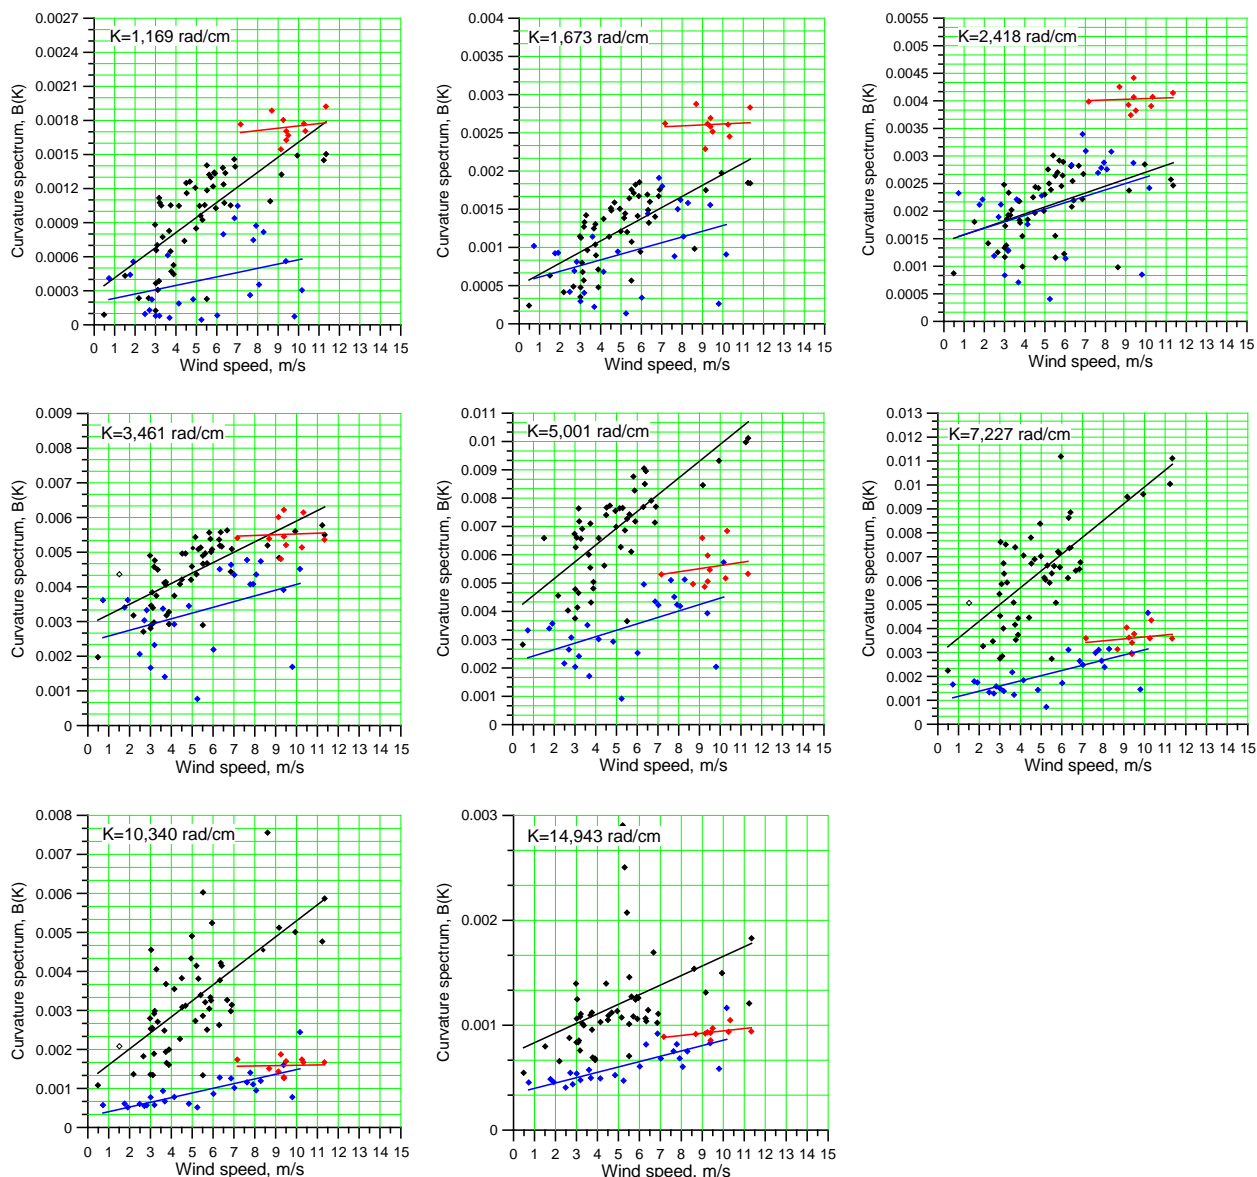 0.0027
0.0024
0.0021
0.0018
0.0015
0.0012
0.0009
0.0006
0.0003
0
Curvature spectrum, B(K)
K=1,169 rad/cm
0 1 2 3 4 5 6 7 8 9 10 11 12 13 14 15
Wind speed, m/s
0.004
0.003
0.002
0.001
0
Curvature spectrum, B(K)
K=1,673 rad/cm
0 1 2 3 4 5 6 7 8 9 10 11 12 13 14 15
Wind speed, m/s
0.0055
0.005
0.0045
0.004
0.0035
0.003
0.0025
0.002
0.0015
0.001
0.0005
0
Curvature spectrum, B(K)
K=2,418 rad/cm
0 1 2 3 4 5 6 7 8 9 10 11 12 13 14 15
Wind speed, m/s
0.009
0.008
0.007
0.006
0.005
0.004
0.003
0.002
0.001
0
Curvature spectrum, B(K)
K=3,461 rad/cm
0 1 2 3 4 5 6 7 8 9 10 11 12 13 14 15
Wind speed, m/s
0.011
0.01
0.009
0.008
0.007
0.006
0.005
0.004
0.003
0.002
0.001
0
Curvature spectrum, B(K)
K=5,001 rad/cm
0 1 2 3 4 5 6 7 8 9 10 11 12 13 14 15
Wind speed, m/s
0.013
0.012
0.011
0.01
0.009
0.008
0.007
0.006
0.005
0.004
0.003
0.002
0.001
0
Curvature spectrum, B(K)
K=7,227 rad/cm
0 1 2 3 4 5 6 7 8 9 10 11 12 13 14 15
Wind speed, m/s
0.008
0.007
0.006
0.005
0.004
0.003
0.002
0.001
0
Curvature spectrum, B(K)
K=10,340 rad/cm
0 1 2 3 4 5 6 7 8 9 10 11 12 13 14 15
Wind speed, m/s
0.003
0.002
0.001
0
Curvature spectrum, B(K)
K=14,943 rad/cm
0 1 2 3 4 5 6 7 8 9 10 11 12 13 14 15
Wind speed, m/s